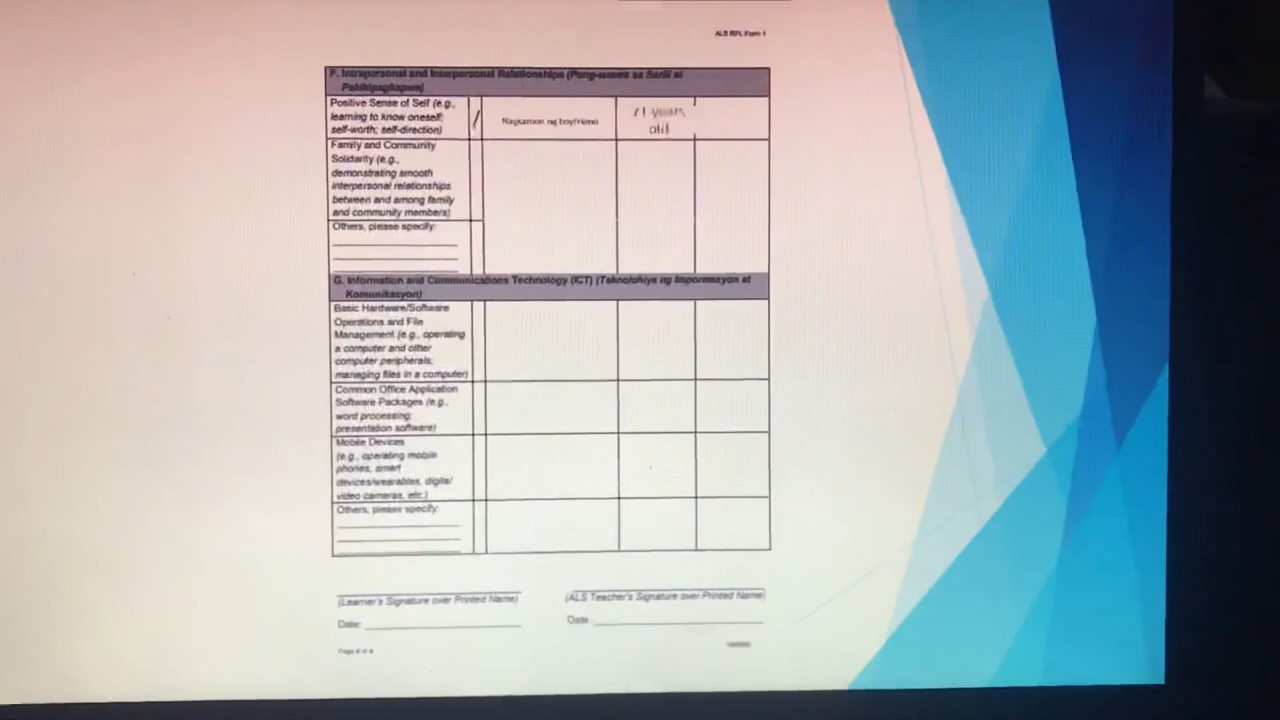 ALS RPL Form 1
F. Intrapersonal and Interpersonal Relationships (Pang-unawa sa Sarili at
Pakikipagkapwa)
Positive Sense of Self (e.g.,
learning to know oneself;
self-worth; self-direction)
/
Nagkaroon ng boyfriend
21 years
old
Family and Community
Solidarity (e.g.,
demonstrating smooth
interpersonal relationships
between and among family
and community members)
Others, please specify:
G. Information and Communications Technology (ICT) (Teknolohiya ng Impormasyon at
Komunikasyon)
Basic Hardware/Software
Operations and File
Management (e.g., operating
a computer and other
computer peripherals;
managing files in a computer)
Common Office Application
Software Packages (e.g.,
word processing;
presentation software)
Mobile Devices
(e.g., operating mobile
phones, smart
devices/wearables, digital
video cameras, etc.)
Others, please specify:
(Learner's Signature over Printed Name)
(ALS Teacher's Signature over Printed Name)
Date:
Date:
Page 4 of 4